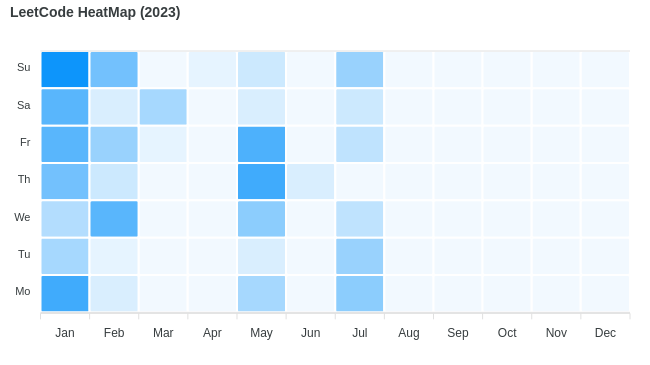 LeetCode HeatMap (2023)
Su
Sa
Fr
Th
We
Tu
Mo
Jan Feb Mar Apr May Jun Jul Aug Sep Oct Nov Dec